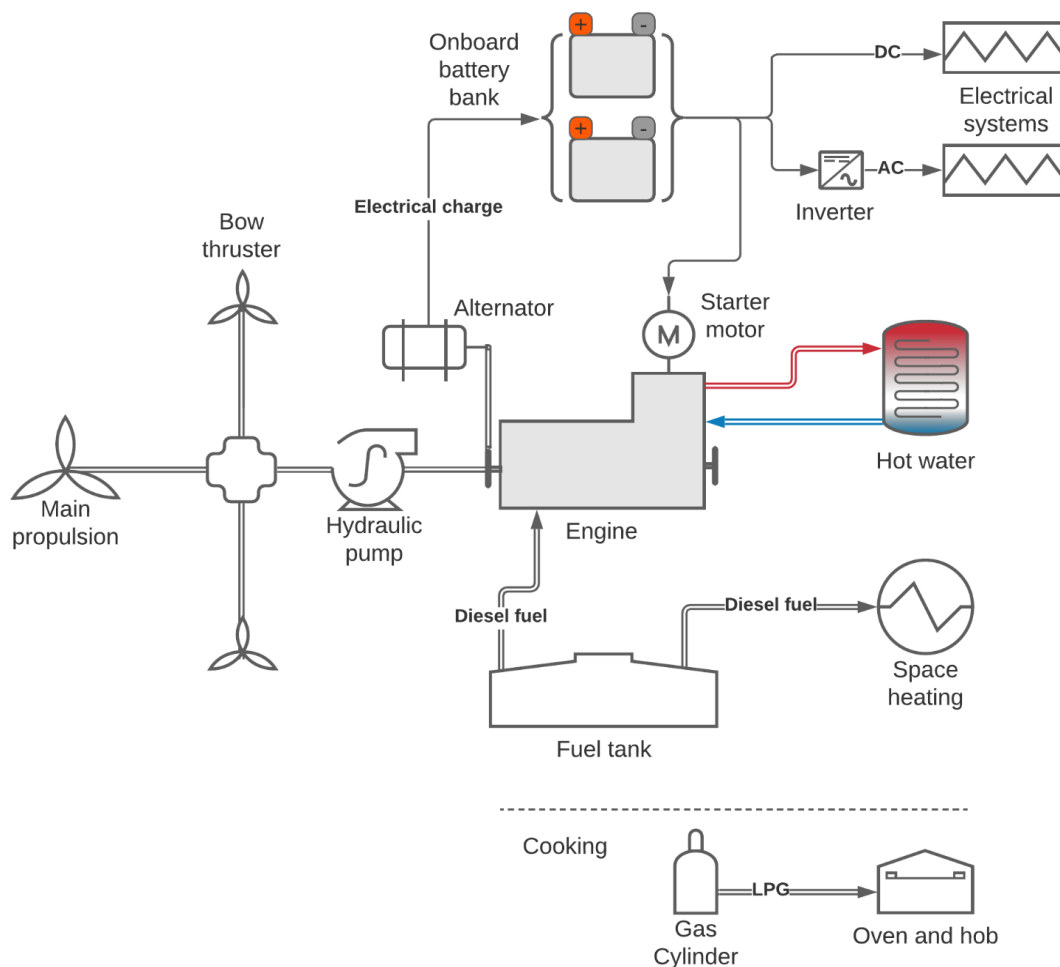 Onboard
battery
bank
+
-
+
-
DC
Electrical
systems
AC
Inverter
Electrical charge
Bow
thruster
Alternator
Starter
motor
M
Hot water
Main
propulsion
Hydraulic
pump
Engine
Diesel fuel
Diesel fuel
Space
heating
Fuel tank
Cooking
LPG
Gas
Cylinder
Oven and hob